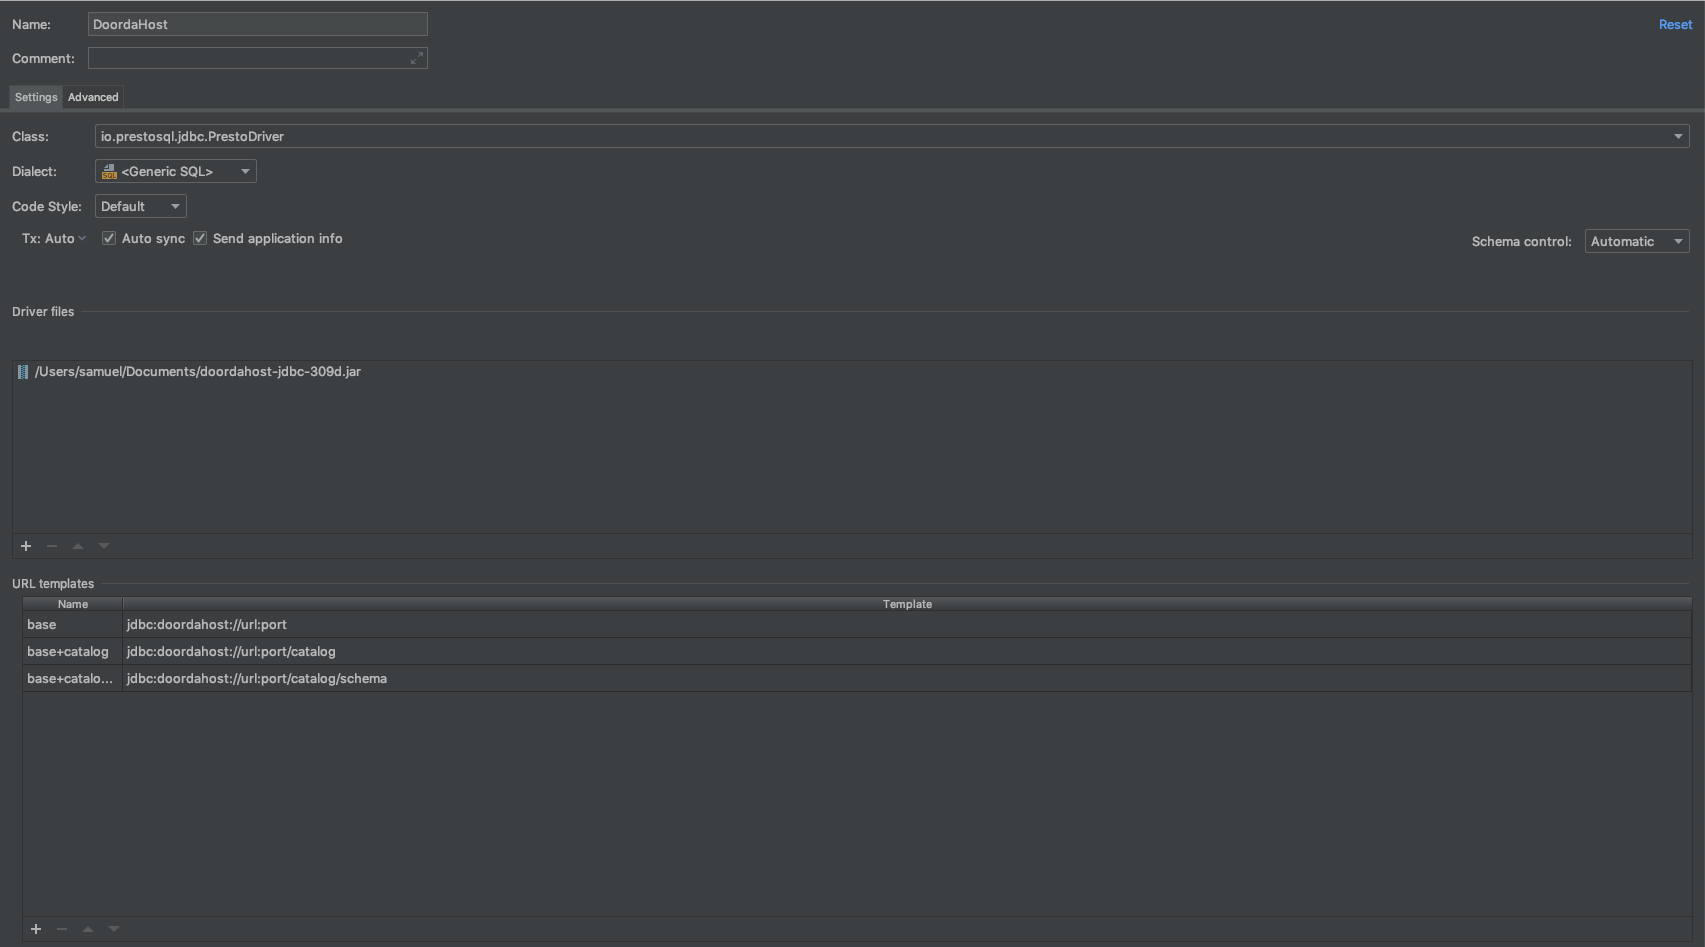 Name: DoordaHost Reset
Comment:
Settings Advanced
Class: io.prestosql.jdbc.PrestoDriver
Dialect: SQL <Generic SQL>
Code Style: Default
Tx: Auto Auto sync Send application info Schema control: Automatic
Driver files
/Users/samuel/Documents/doordahost-jdbc-309d.jar
URL templates
Name Template
base jdbc:doordahost://url:port
base+catalog jdbc:doordahost://url:port/catalog
base+catalo... jdbc:doordahost://url:port/catalog/schema